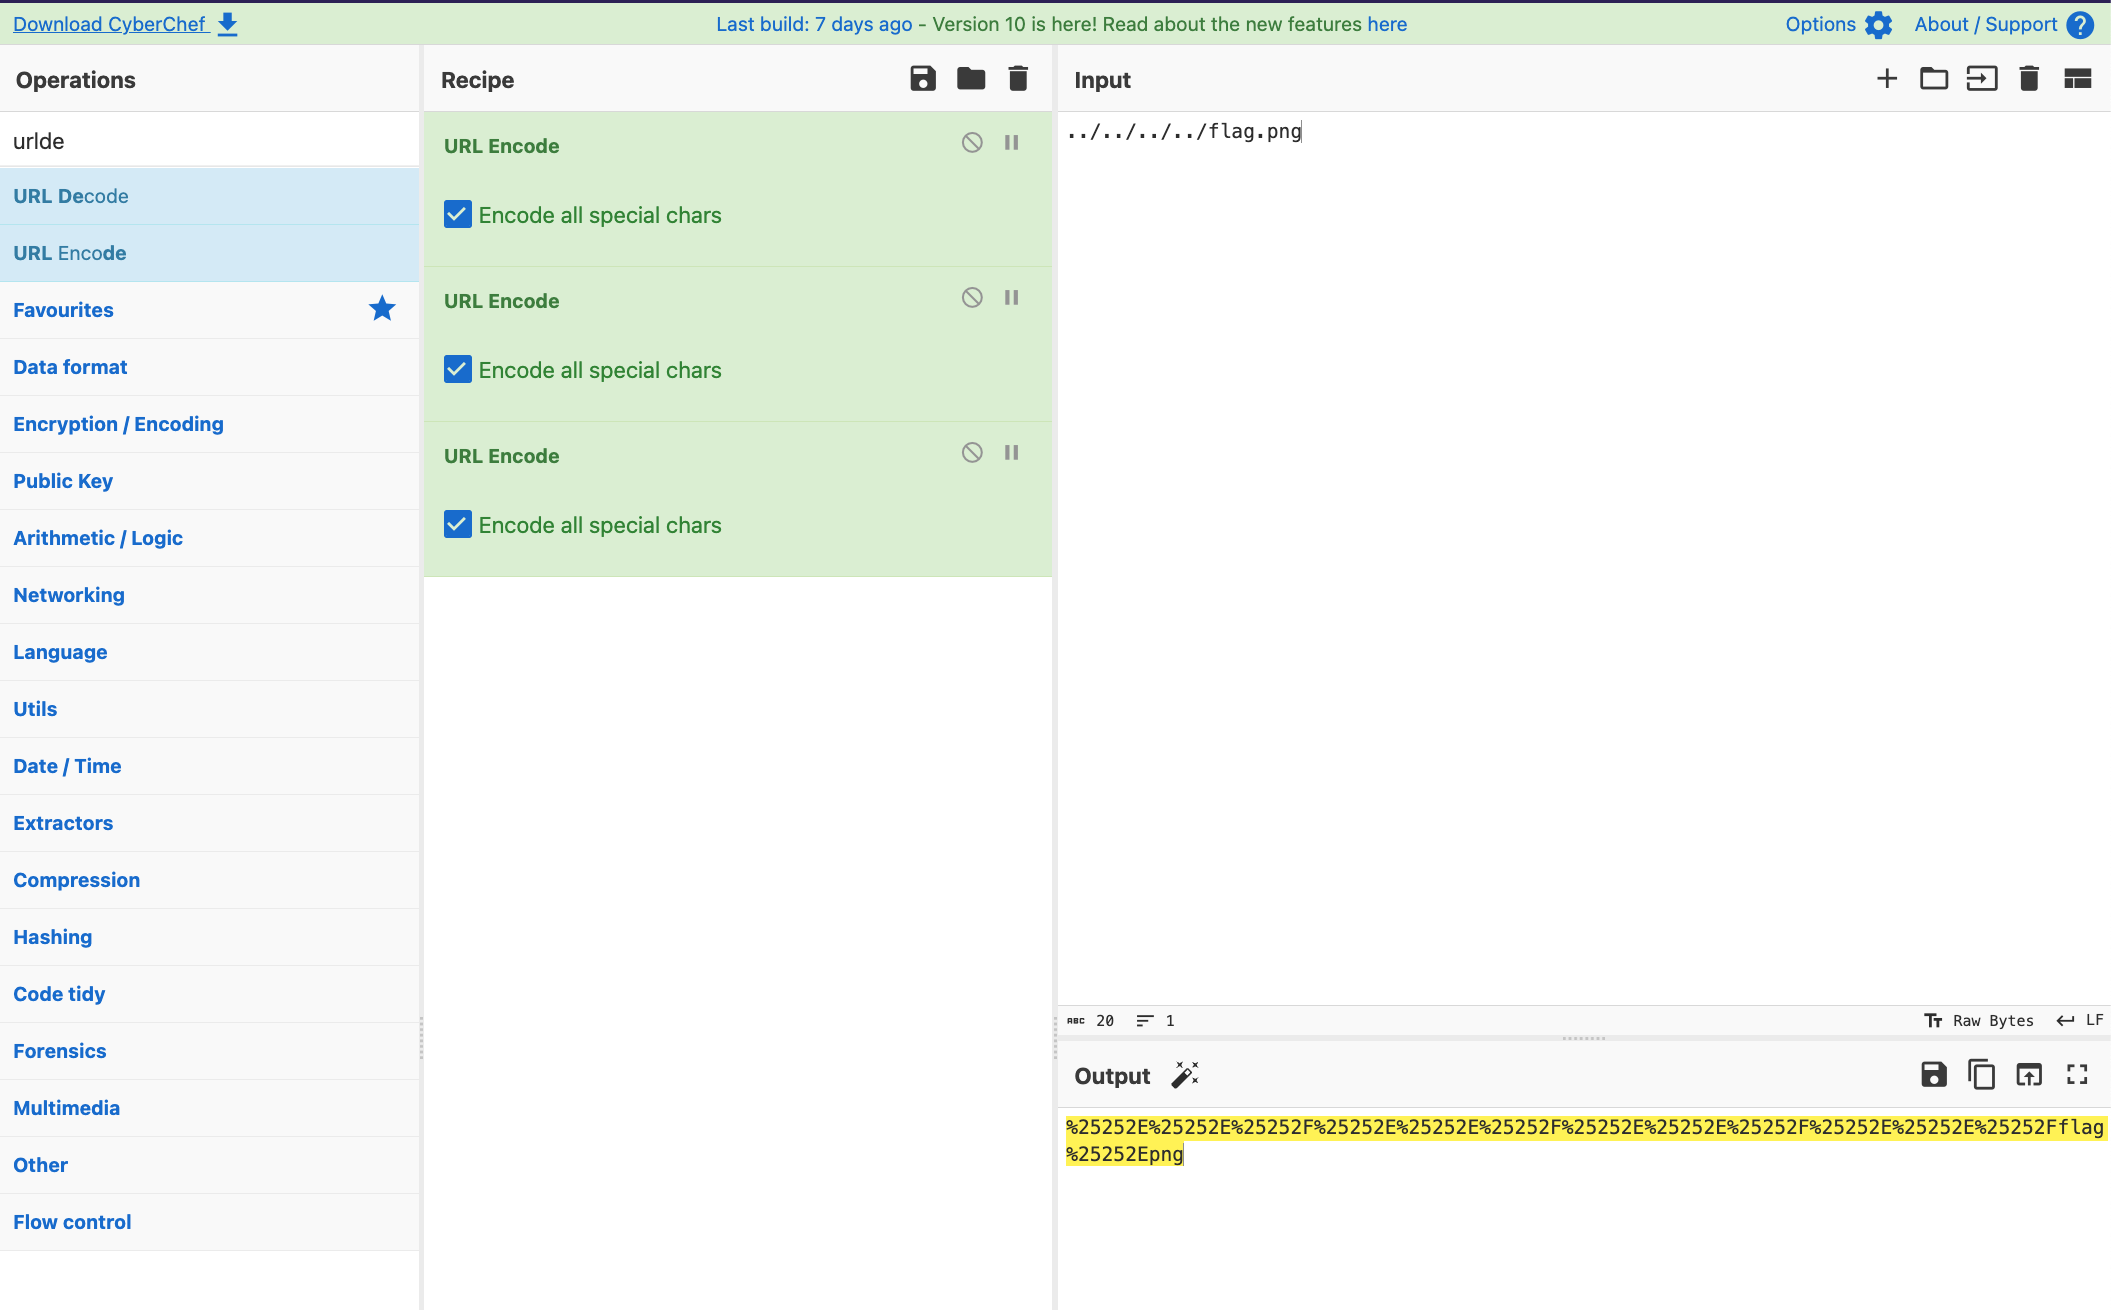 Download CyberChef
Last build: 7 days ago - Version 10 is here! Read about the new features here
Options
About / Support
Operations
urlde
URL Decode
URL Encode
Favourites
Data format
Encryption / Encoding
Public Key
Arithmetic / Logic
Networking
Language
Utils
Date / Time
Extractors
Compression
Hashing
Code tidy
Forensics
Multimedia
Other
Flow control
Recipe
URL Encode
Encode all special chars
URL Encode
Encode all special chars
URL Encode
Encode all special chars
Input
../../../../flag.png
ABC 20 1
Raw Bytes LF
Output
%25252E%25252E%25252F%25252E%25252E%25252F%25252E%25252E%25252F%25252E%25252E%25252Fflag
%25252Epng